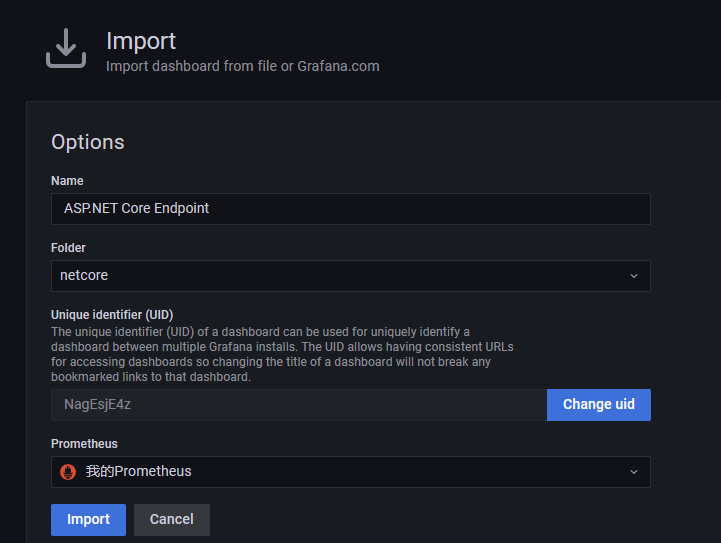 Import
Import dashboard from file or Grafana.com
Options
Name
ASP.NET Core Endpoint
Folder
netcore
Unique identifier (UID)
The unique identifier (UID) of a dashboard can be used for uniquely identify a
dashboard between multiple Grafana installs. The UID allows having consistent URLs
for accessing dashboards so changing the title of a dashboard will not break any
bookmarked links to that dashboard.
NagEsjE4z
Change uid
Prometheus
我的Prometheus
Import
Cancel